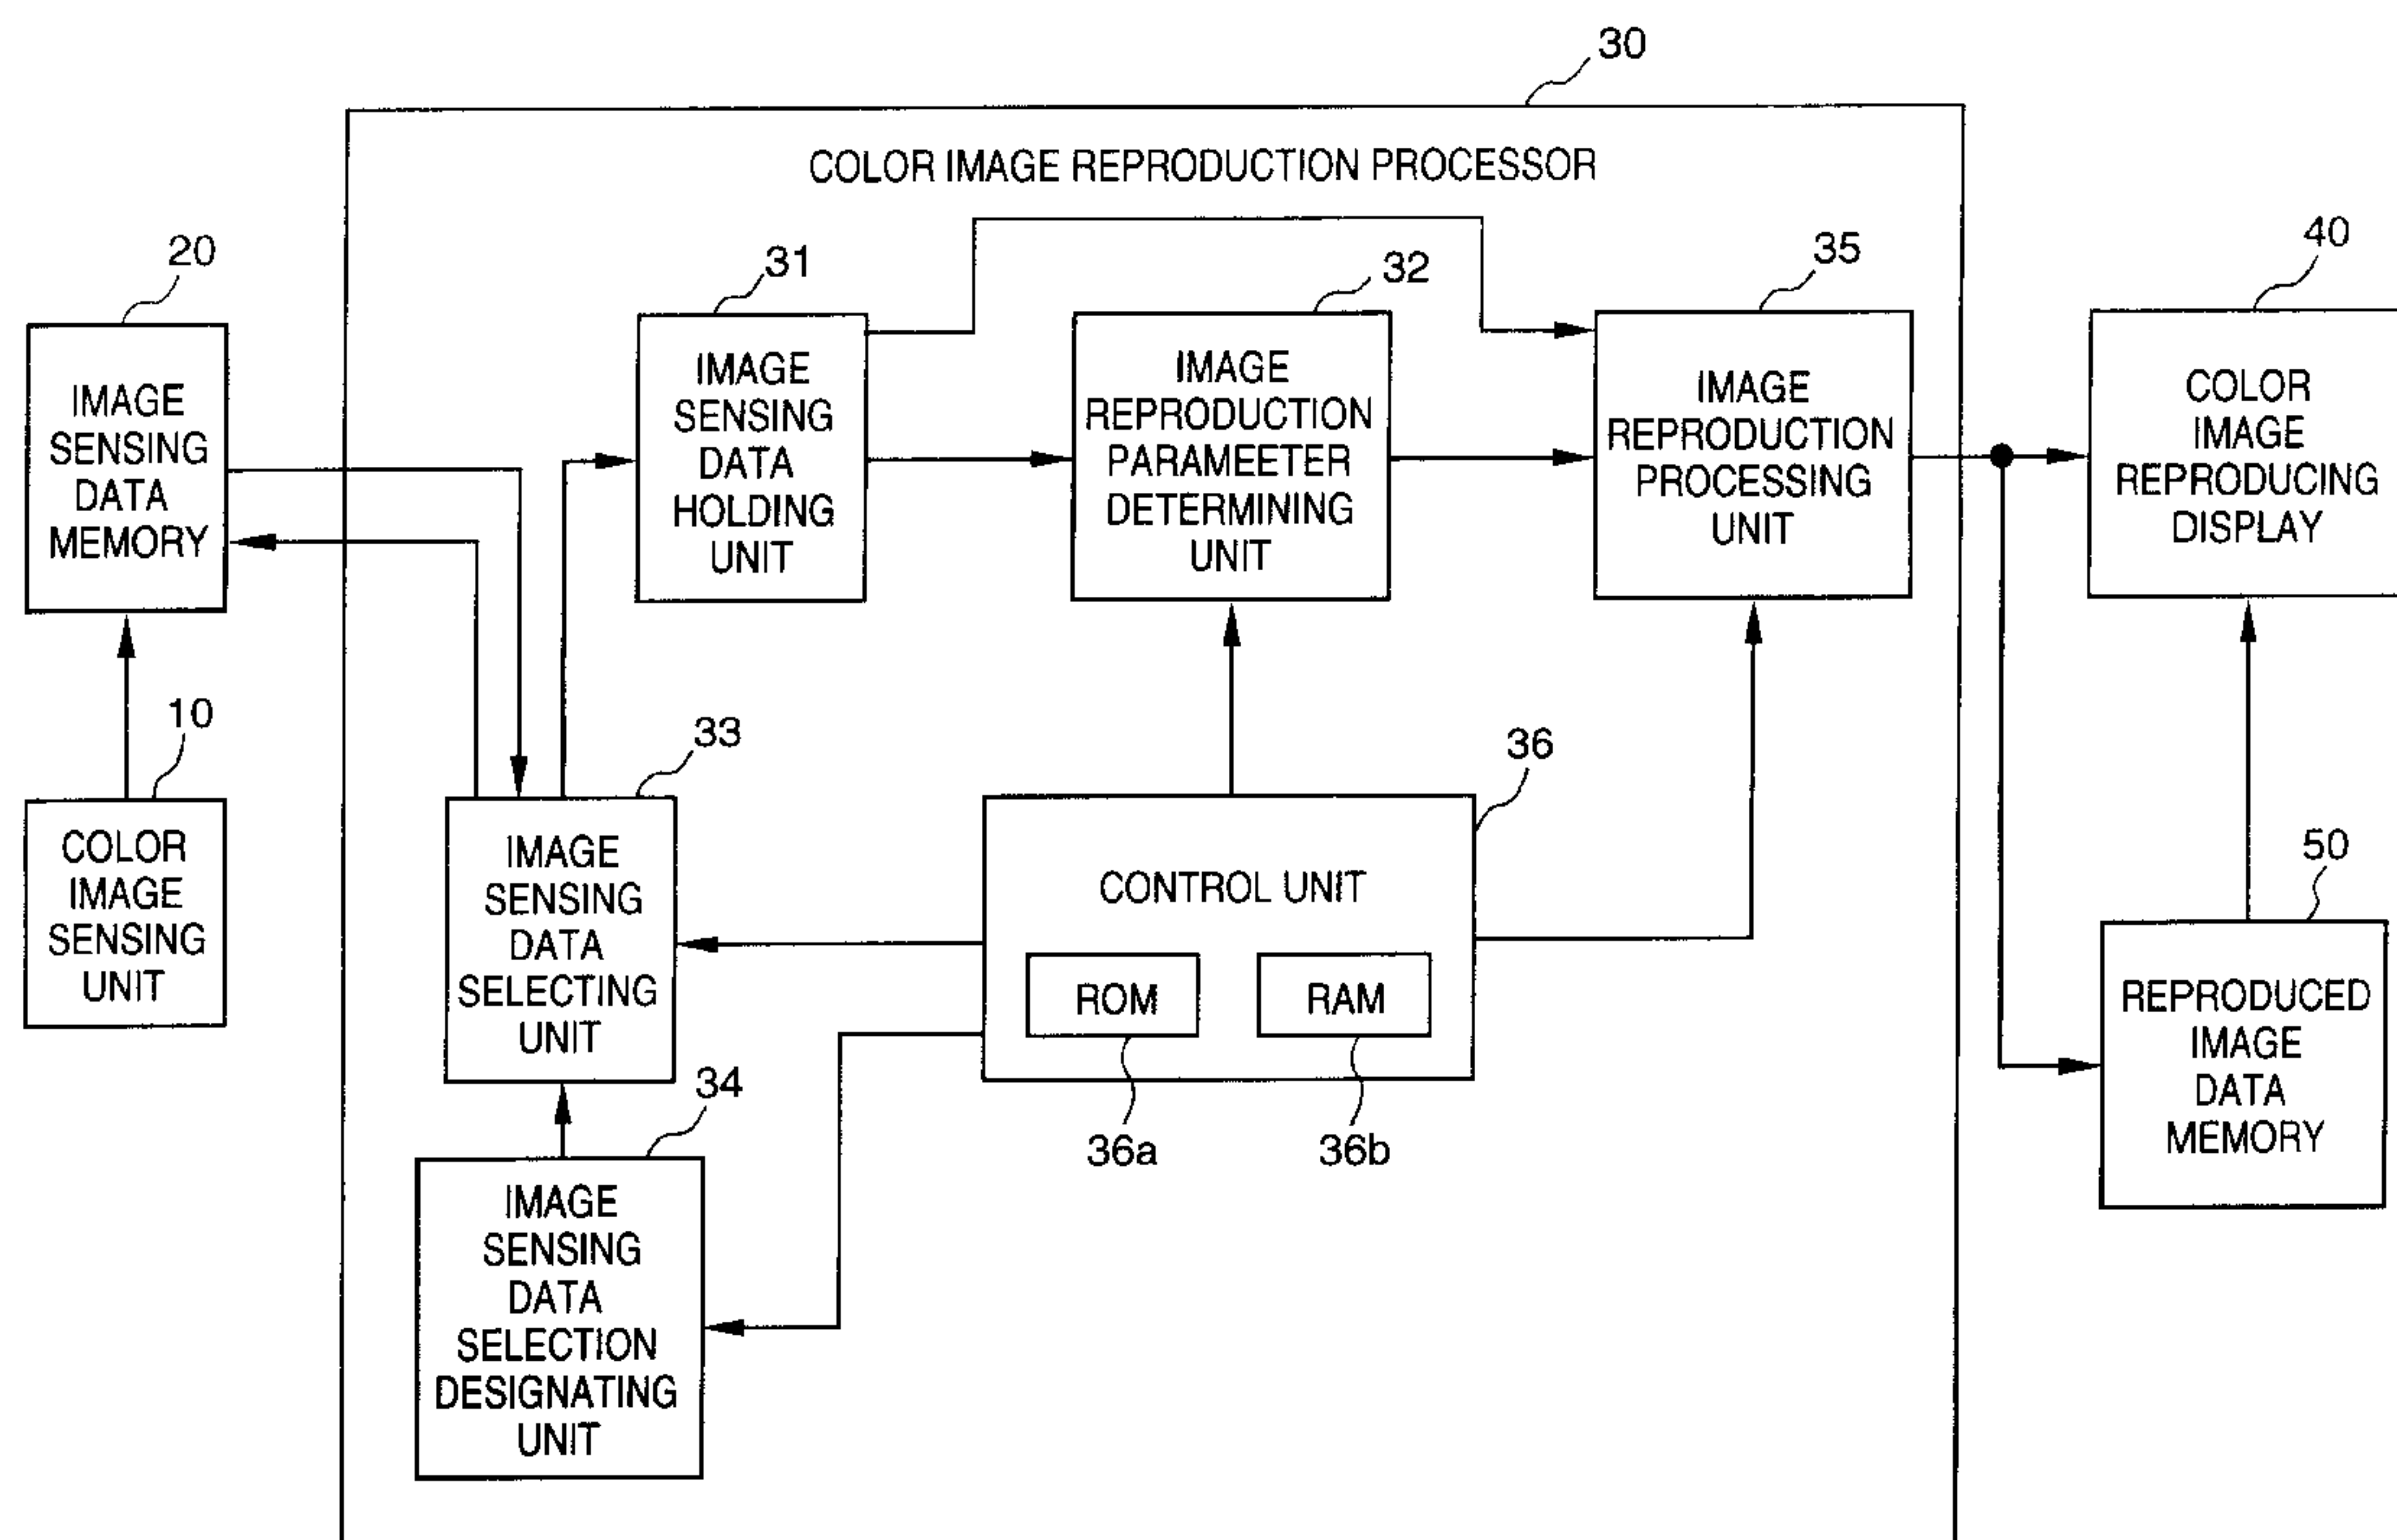 30
COLOR IMAGE REPRODUCTION PROCESSOR
20
IMAGE
SENSING
DATA
MEMORY
10
COLOR
IMAGE
SENSING
UNIT
31
IMAGE
SENSING
DATA
HOLDING
UNIT
32
IMAGE
REPRODUCTION
PARAMEETER
DETERMINING
UNIT
35
IMAGE
REPRODUCTION
PROCESSING
UNIT
40
COLOR
IMAGE
REPRODUCING
DISPLAY
33
IMAGE
SENSING
DATA
SELECTING
UNIT
36
CONTROL UNIT
ROM
RAM
36a
36b
34
IMAGE
SENSING
DATA
SELECTION
DESIGNATING
UNIT
50
REPRODUCED
IMAGE
DATA
MEMORY